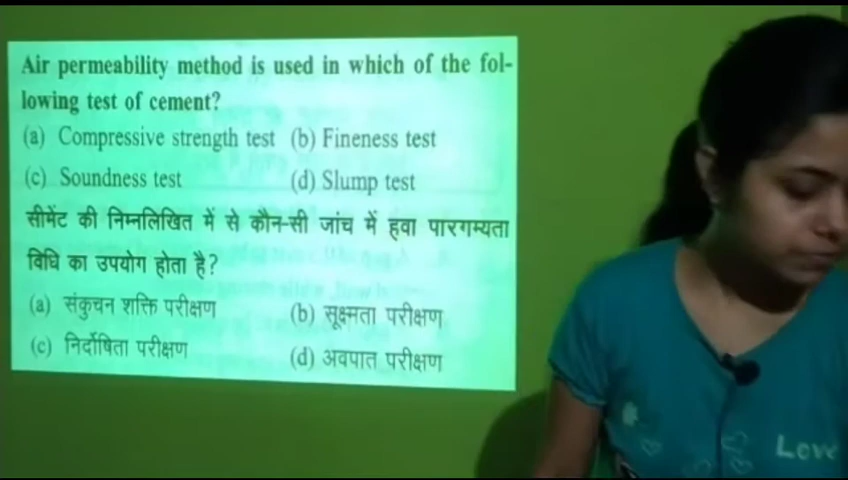 Air permeability method is used in which of the fol-
lowing test of cement?
(a) Compressive strength test (b) Fineness test
(c) Soundness test (d) Slump test
सीमेंट की निम्नलिखित में से कौन-सी जांच में हवा पारगम्यता
विधि का उपयोग होता है?
(a) संकुचन शक्ति परीक्षण (b) सूक्ष्मता परीक्षण
(c) निर्दोषिता परीक्षण (d) अवपात परीक्षण
Love